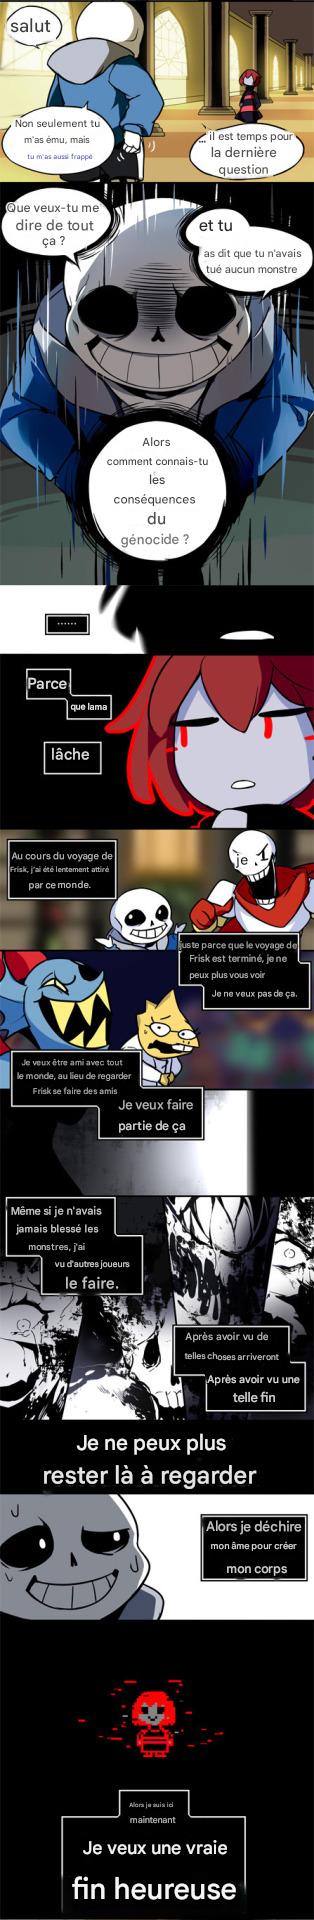 salut
Non seulement tu
m'as ému, mais
tu m'as aussi frappé
... il est temps pour
la dernière
question
Que veux-tu me
dire de tout
ça ?
et tu
as dit que tu n'avais
tué aucun monstre
Alors
comment connais-tu
les
conséquences
du
génocide ?
......
Parce
que lama
lâche
Au cours du voyage de
Frisk, j'ai été lentement attiré
par ce monde.
je
juste parce que le voyage de
Frisk est terminé, je ne
peux plus vous voir
Je ne veux pas de ça.
Je veux être ami avec tout
le monde, au lieu de regarder
Frisk se faire des amis
Je veux faire
partie de ça
Même si je n'avais
jamais blessé les
monstres, j'ai
vu d'autres joueurs
le faire.
Après avoir vu de
telles choses arriveront
Après avoir vu une
telle fin
Je ne peux plus
rester là à regarder
Alors je déchire
mon âme pour créer
mon corps
Alors je suis ici
maintenant
Je veux une vraie
fin heureuse